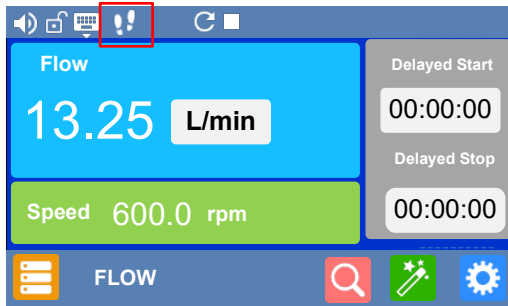 Flow
13.25 L/min
Speed 600.0 rpm
Delayed Start
00:00:00
Delayed Stop
00:00:00
FLOW